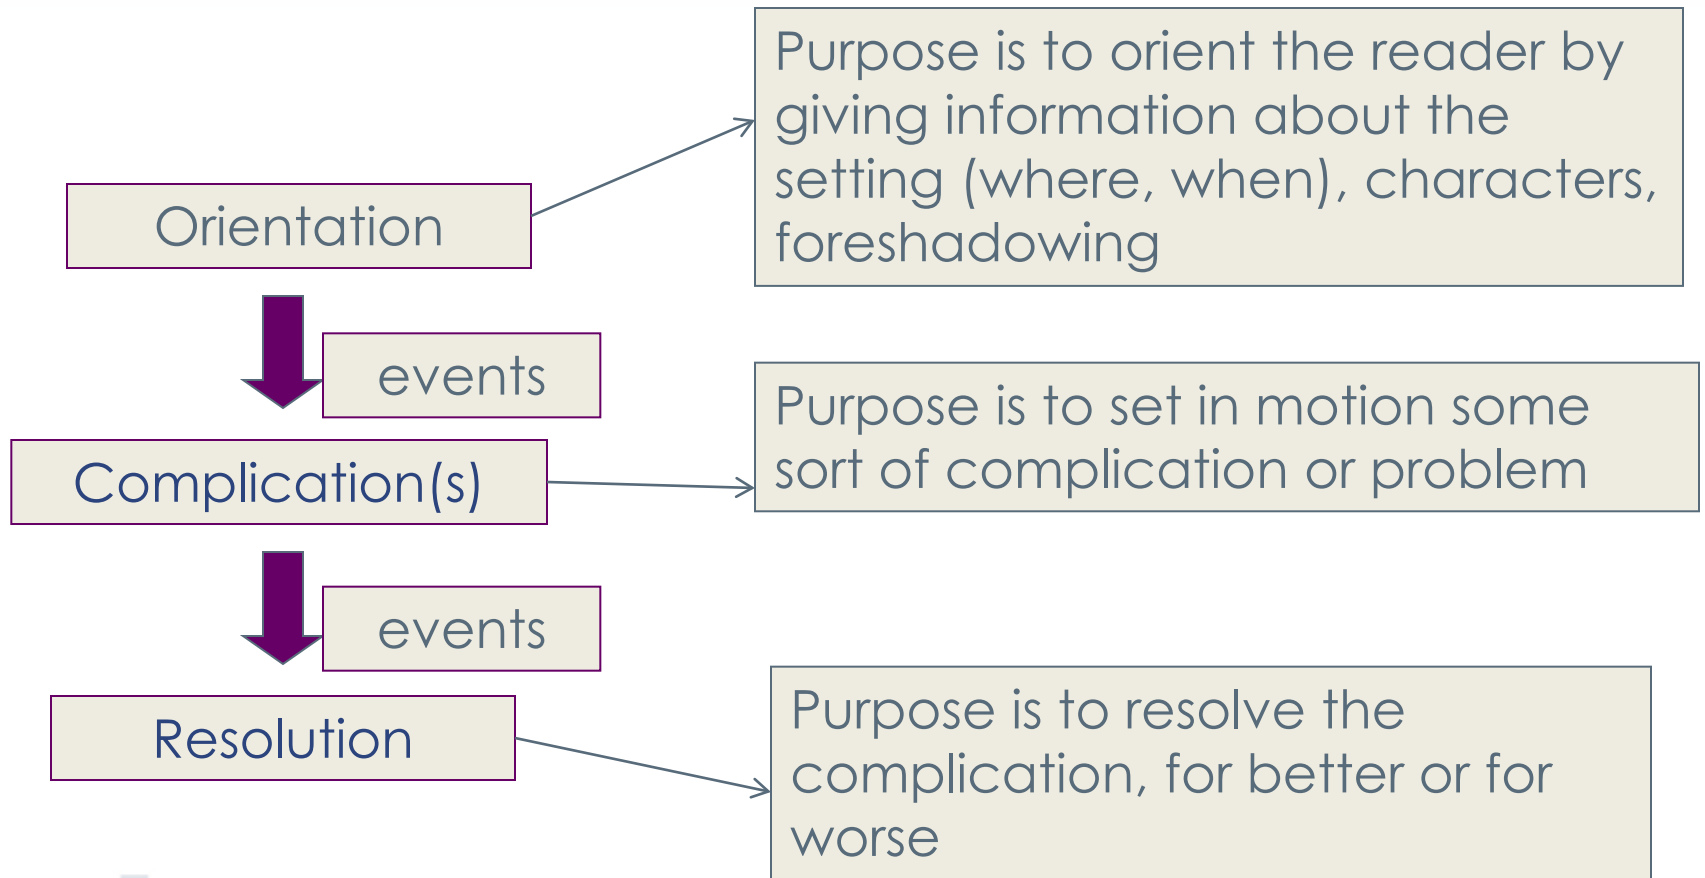 Orientation
Purpose is to orient the reader by
giving information about the
setting (where, when), characters,
foreshadowing
events
Complication(s)
Purpose is to set in motion some
sort of complication or problem
events
Resolution
Purpose is to resolve the
complication, for better or for
worse